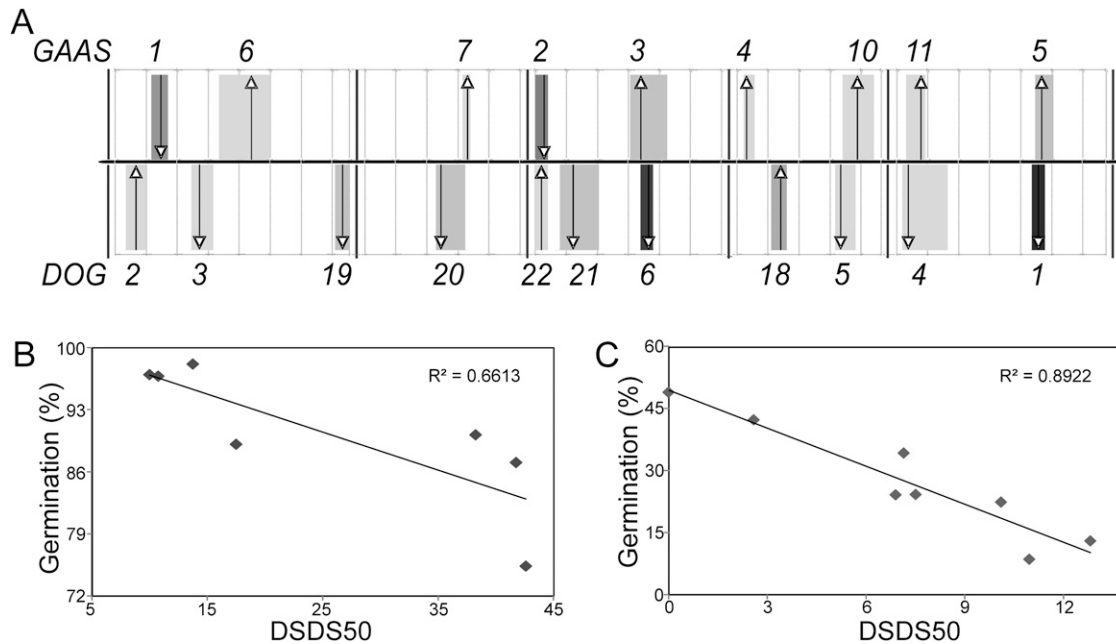 A
GAAS 1 6 7 2 3 4 10 11 5
DOG 2 3 19 20 22 21 6 18 5 4 1
B
Germination (%)
100
93
86
79
72
R² = 0.6613
5 15 25 35 45
DSDS50
C
Germination (%)
60
45
30
15
0
R² = 0.8922
0 3 6 9 12
DSDS50